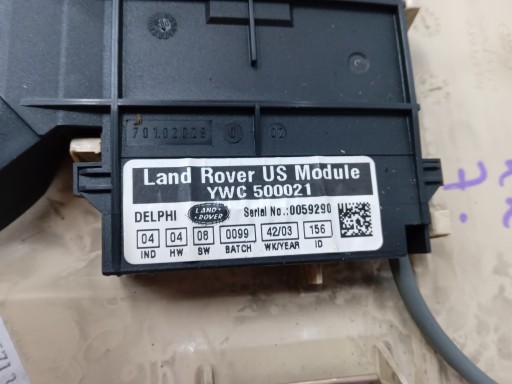 70102029
Land Rover US Module
YWC 500021
DELPHI LAND ROVER Serial No.:0059290
04 04 08 0099 42/03 156
IND HW SW BATCH WK/YEAR ID